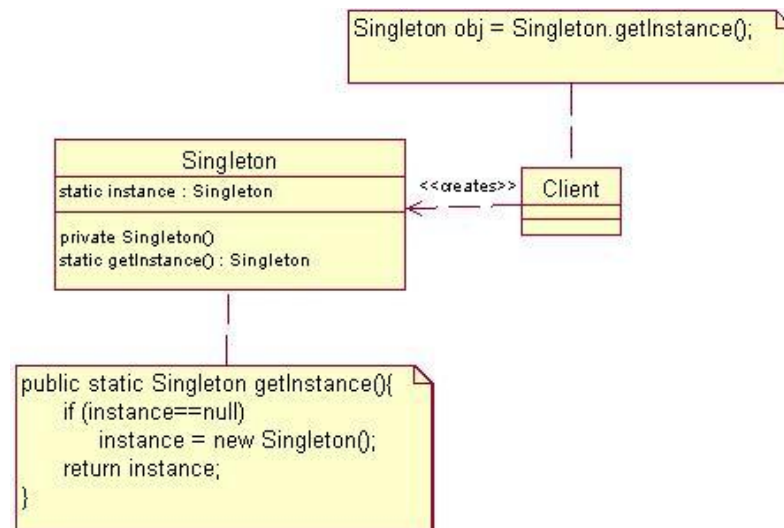 Singleton obj = Singleton.getInstance();
Singleton
static instance : Singleton
private Singleton()
static getInstance() : Singleton
<<creates>>
Client
public static Singleton getInstance(){
if (instance==null)
instance = new Singleton();
return instance;
}